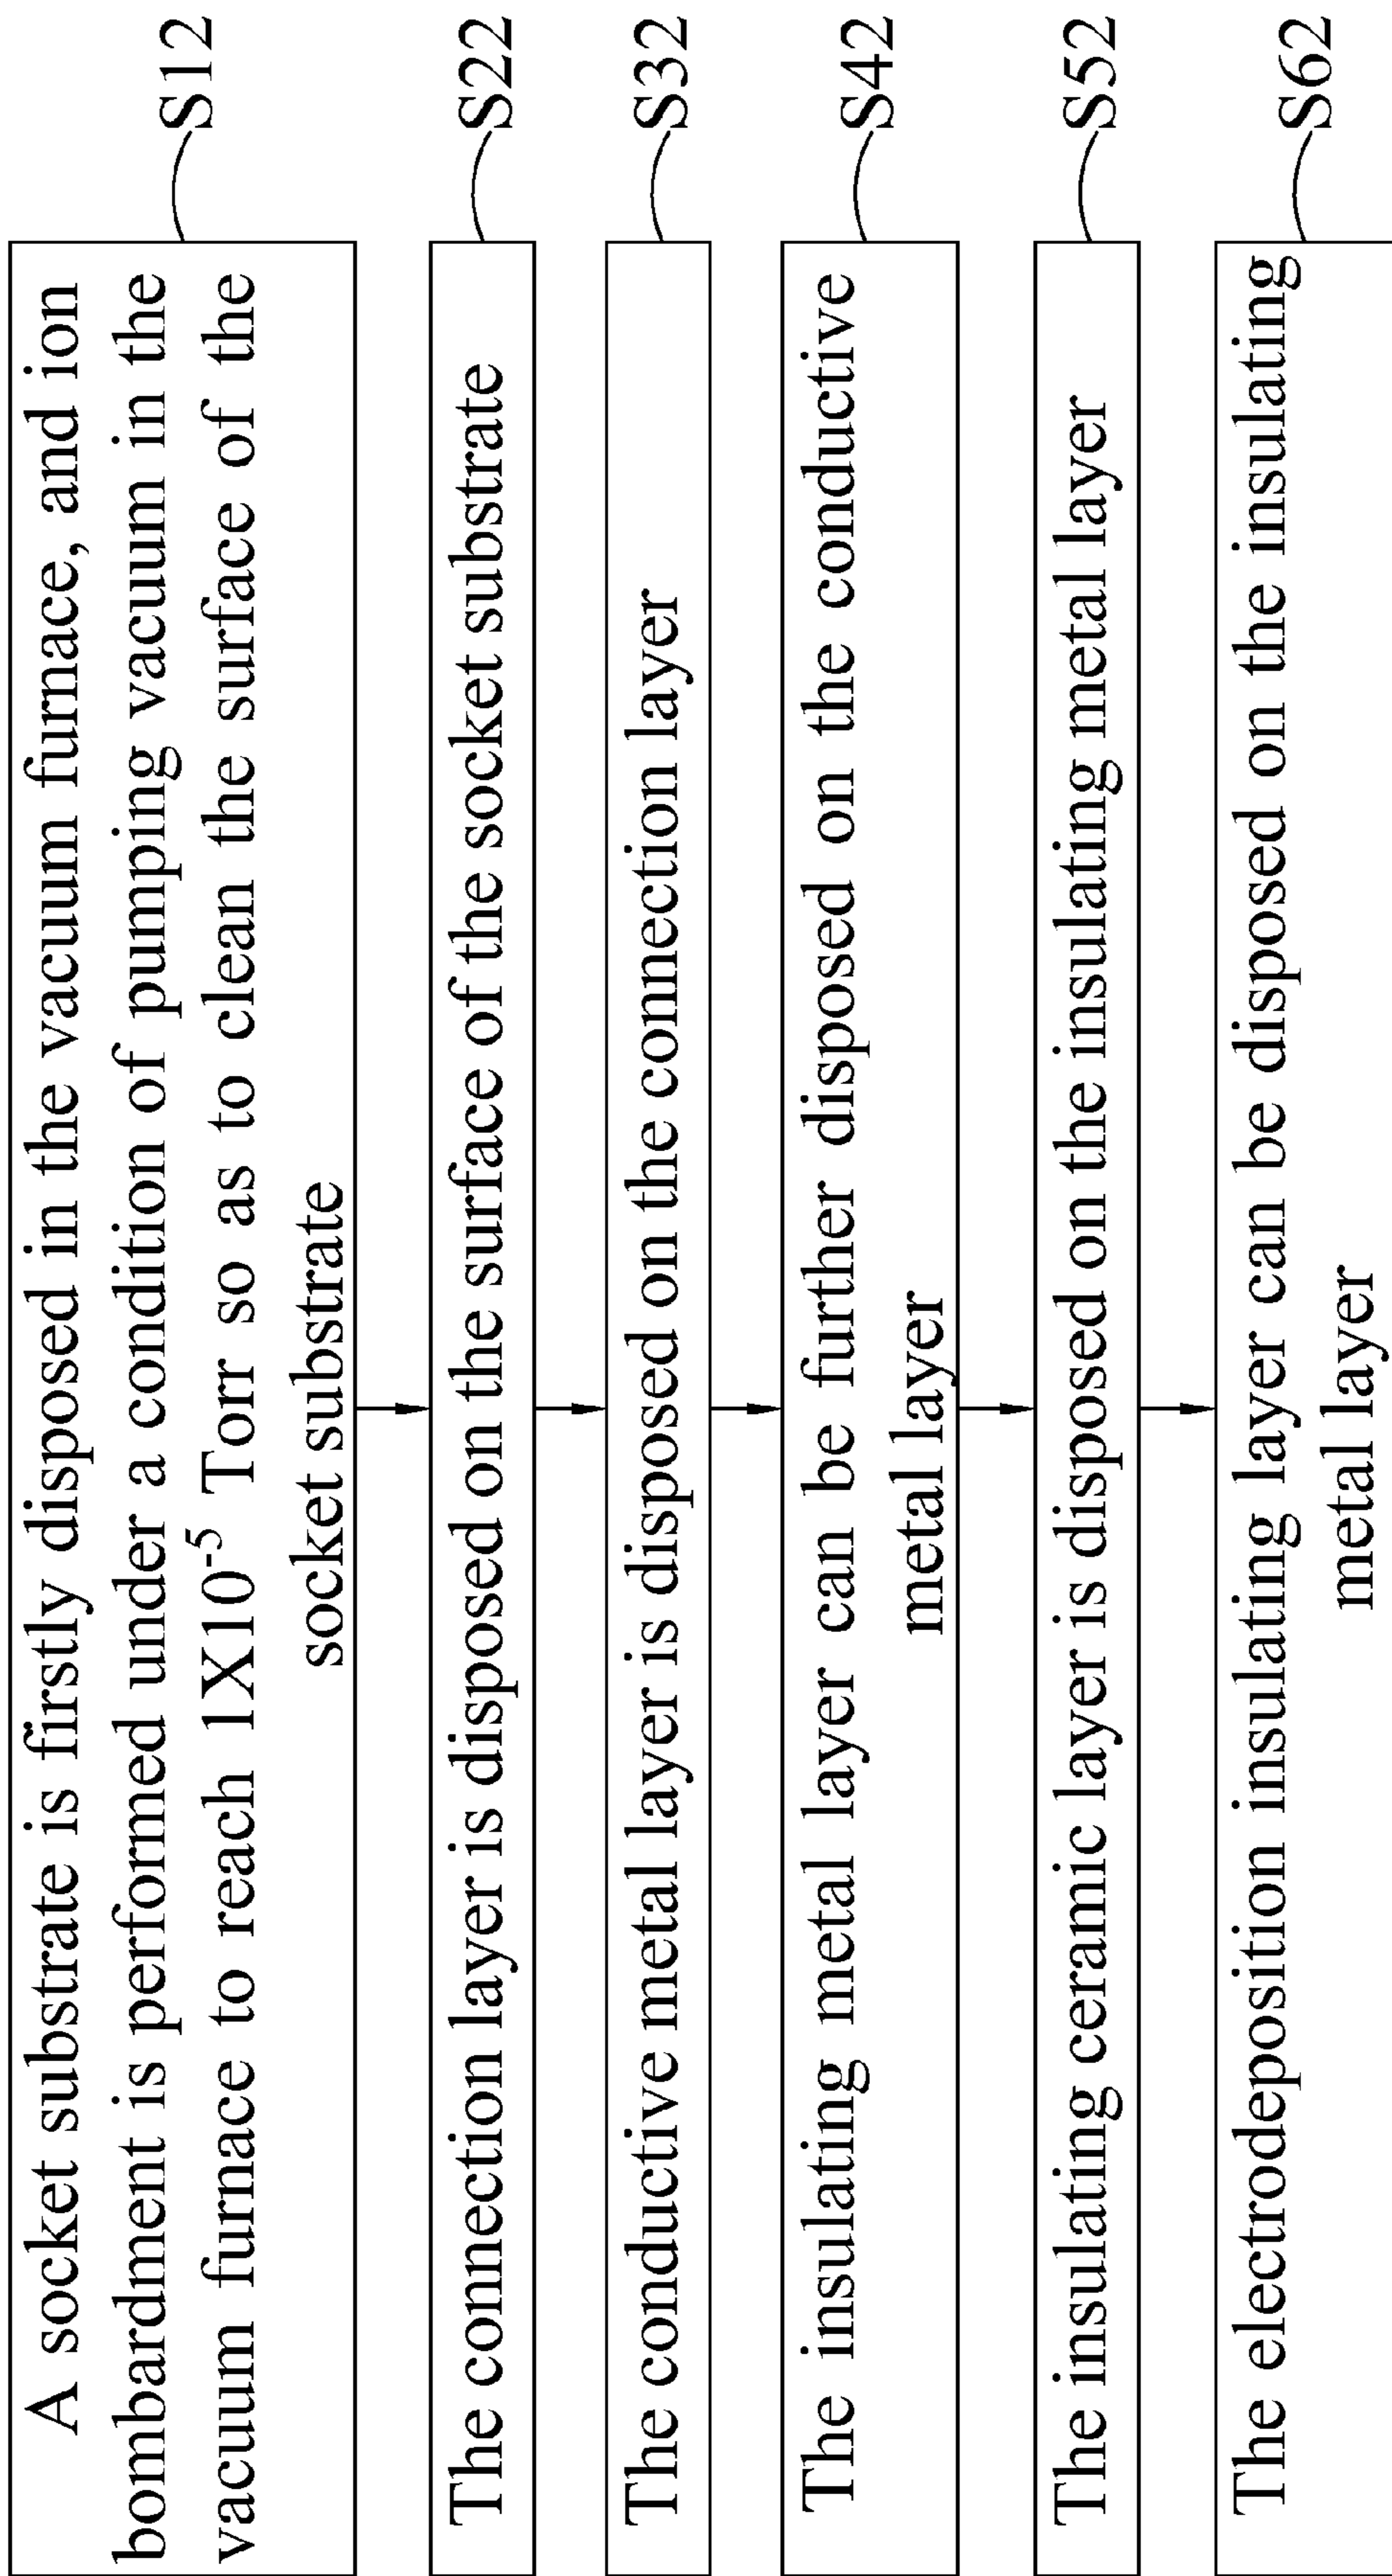 A socket substrate is firstly disposed in the vacuum furnace, and ion
bombardment is performed under a condition of pumping vacuum in the
vacuum furnace to reach 1X10⁻⁵ Torr so as to clean the surface of the
socket substrate
S12
The connection layer is disposed on the surface of the socket substrate
S22
The conductive metal layer is disposed on the connection layer
S32
The insulating metal layer can be further disposed on the conductive
metal layer
S42
The insulating ceramic layer is disposed on the insulating metal layer
S52
The electrodeposition insulating layer can be disposed on the insulating
metal layer
S62